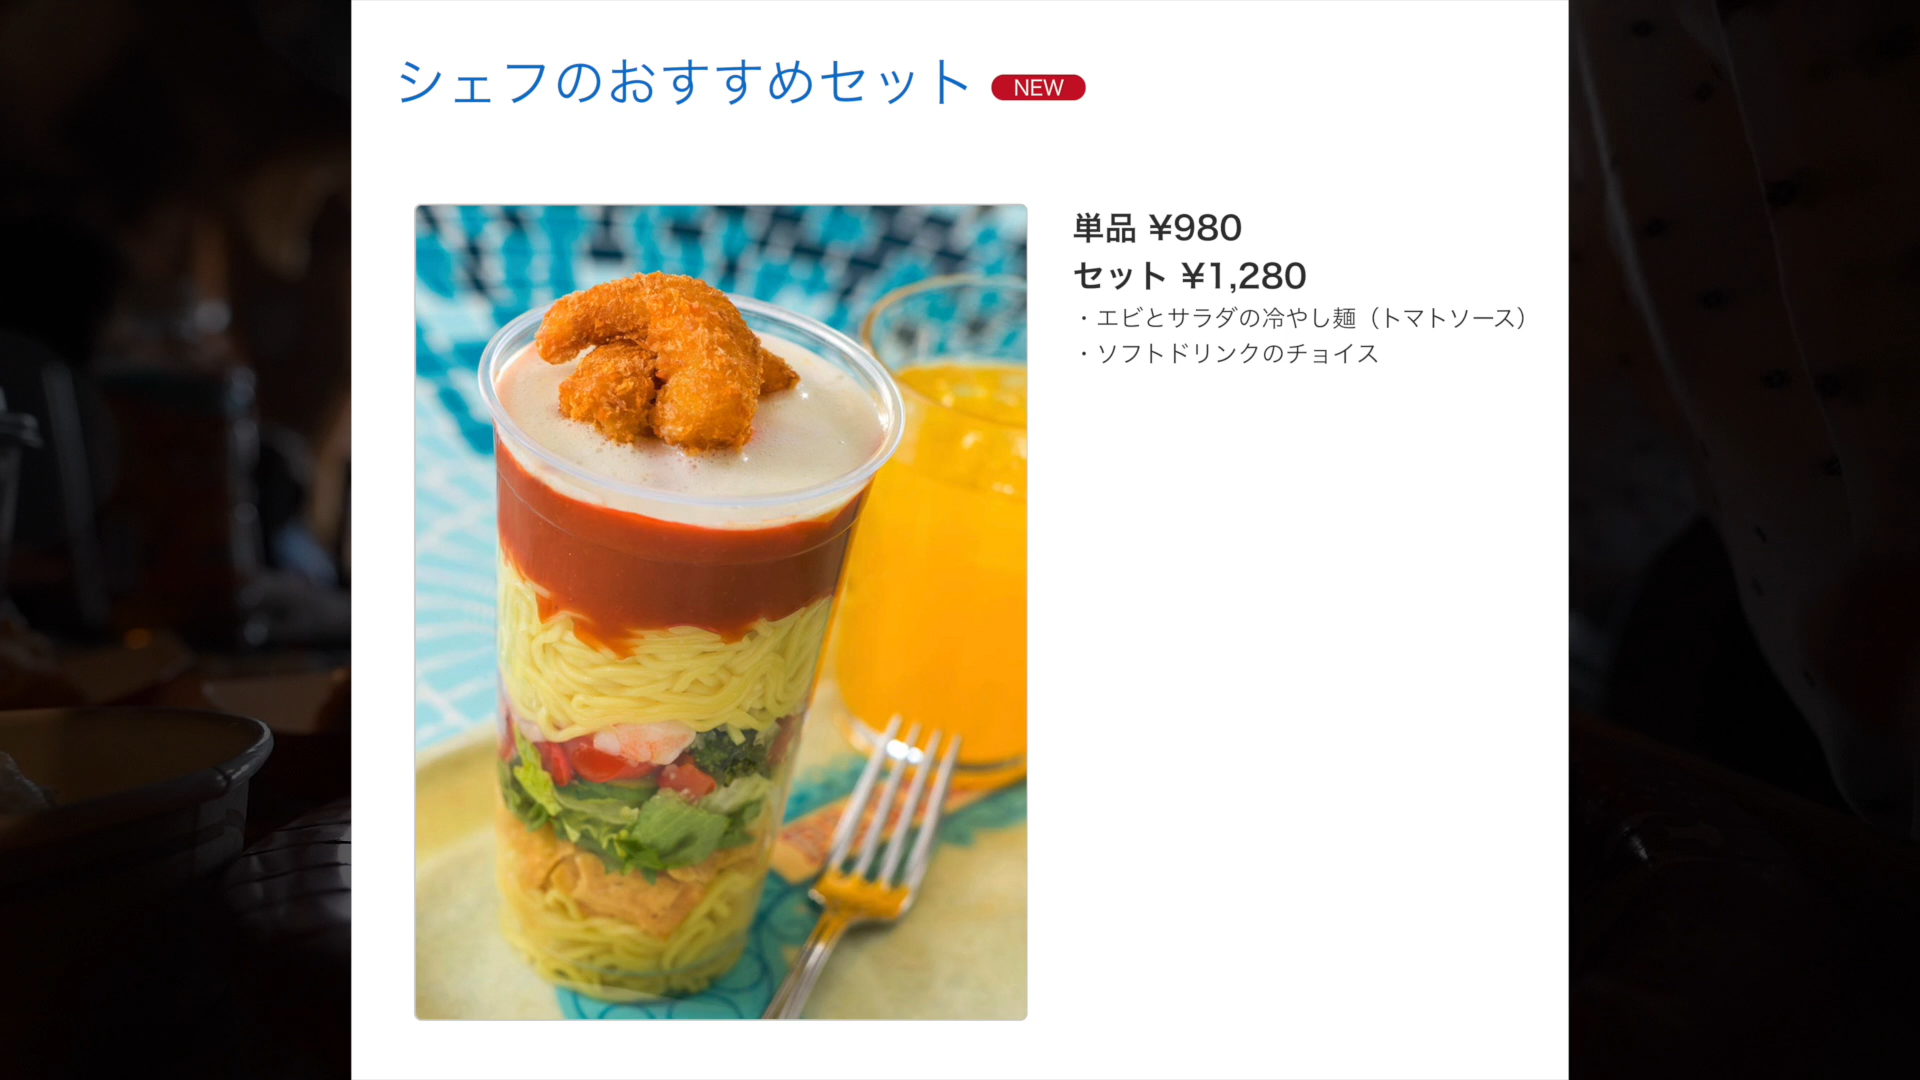 シェフのおすすめセット NEW
単品 ¥980
セット ¥1,280
・エビとサラダの冷やし麺（トマトソース）
・ソフトドリンクのチョイス